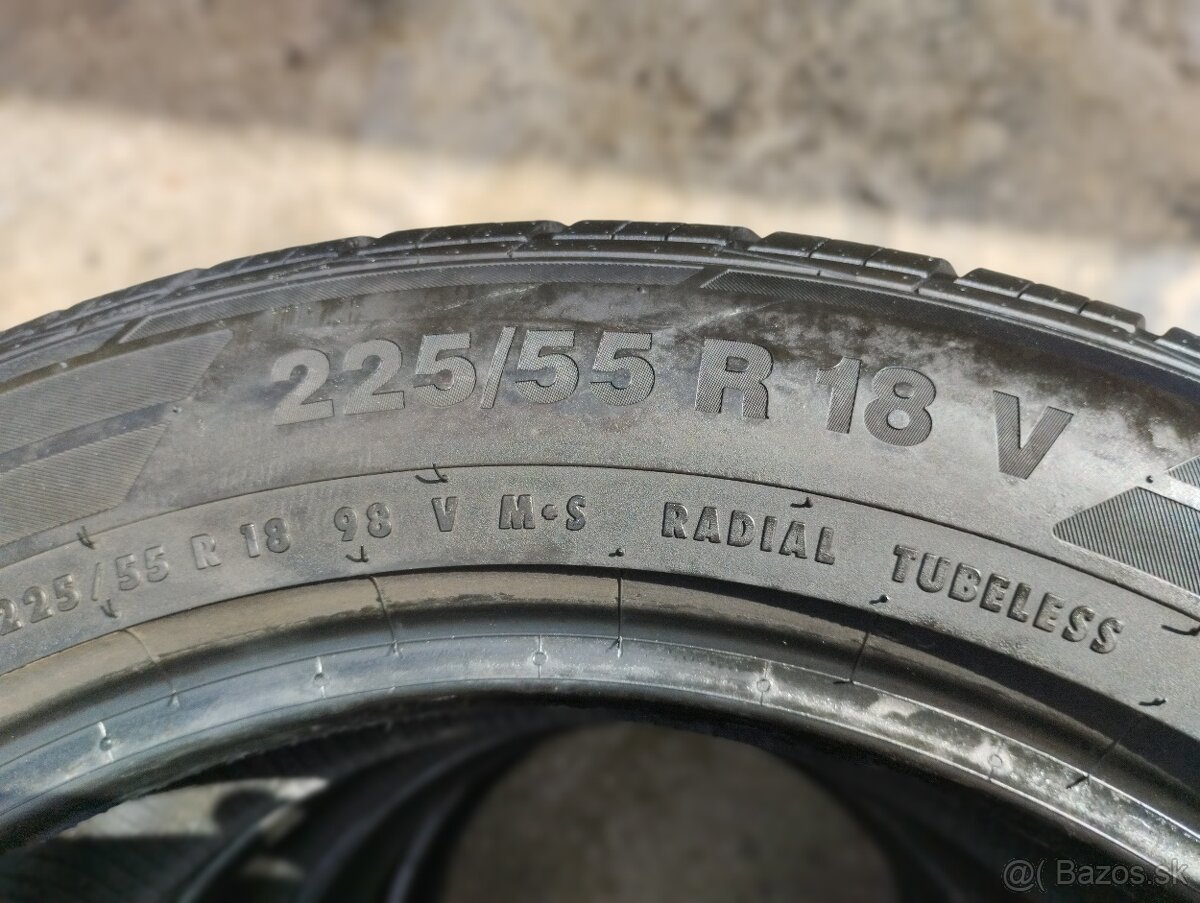 225/55 R 18 V
225/55 R 18 98 V M•S RADIAL TUBELESS
@( Bazos.sk